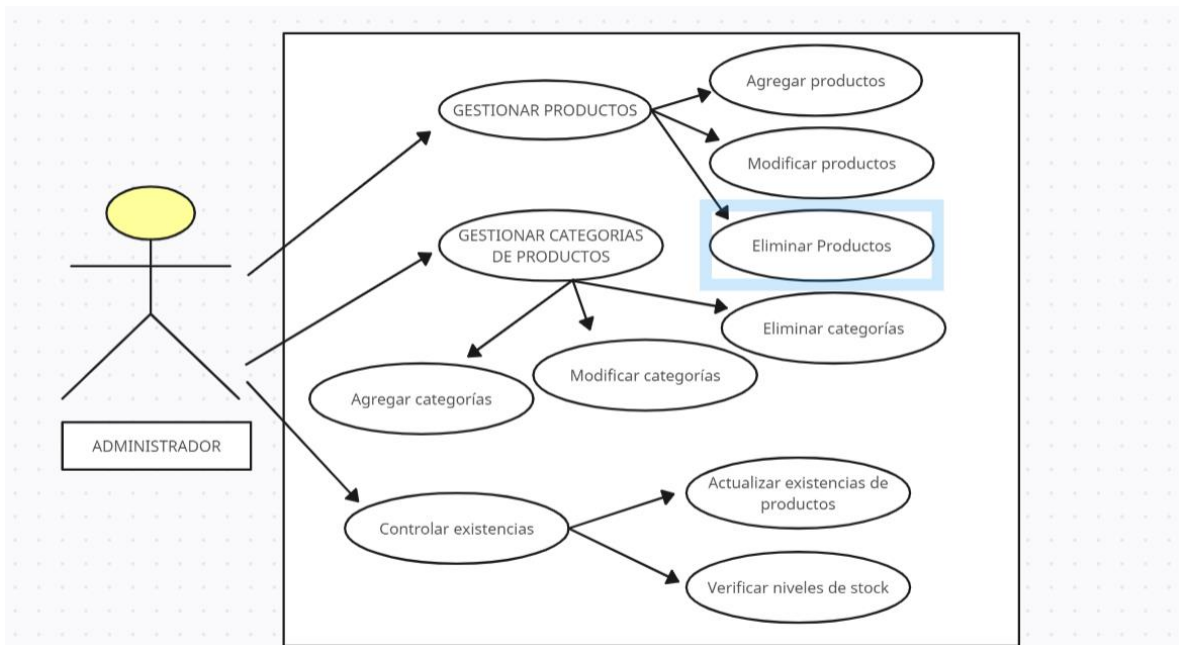 Agregar productos
GESTIONAR PRODUCTOS
Modificar productos
GESTIONAR CATEGORIAS
DE PRODUCTOS
Eliminar Productos
Eliminar categorías
Modificar categorías
Agregar categorías
ADMINISTRADOR
Actualizar existencias de
productos
Controlar existencias
Verificar niveles de stock